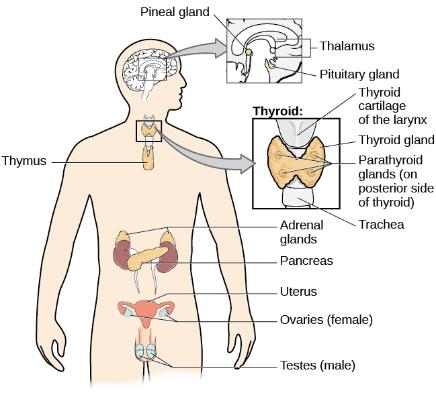 Pineal gland
Thalamus
Pituitary gland
Thyroid:
Thyroid
cartilage
of the larynx
Thyroid gland
Parathyroid
glands (on
posterior side
of thyroid)
Trachea
Thymus
Adrenal
glands
Pancreas
Uterus
Ovaries (female)
Testes (male)